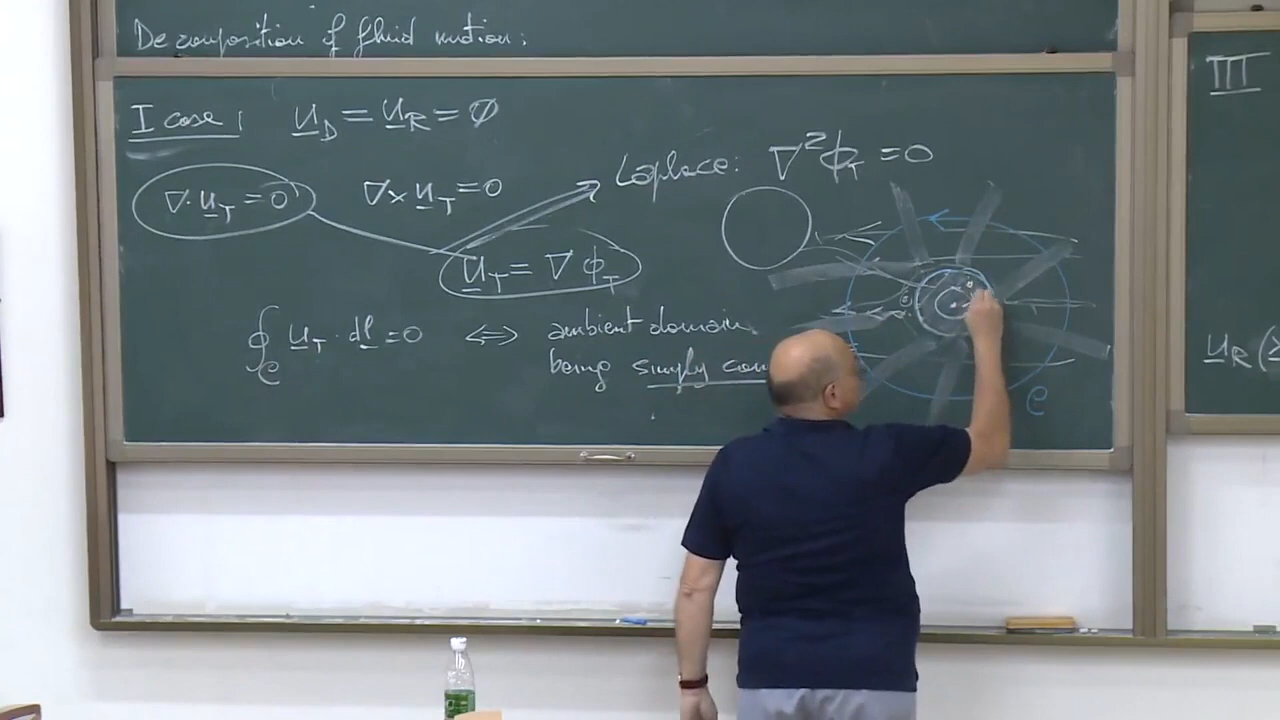 Decomposition of fluid motion:
I case: u_D = u_R = ∅
∇·u_T = 0 ∇×u_T = 0 Laplace: ∇²ϕ_T = 0
u_T = ∇ϕ_T
∮_C u_T · dl = 0 ⟺ ambient domain
being simply con
C
III
u_R(